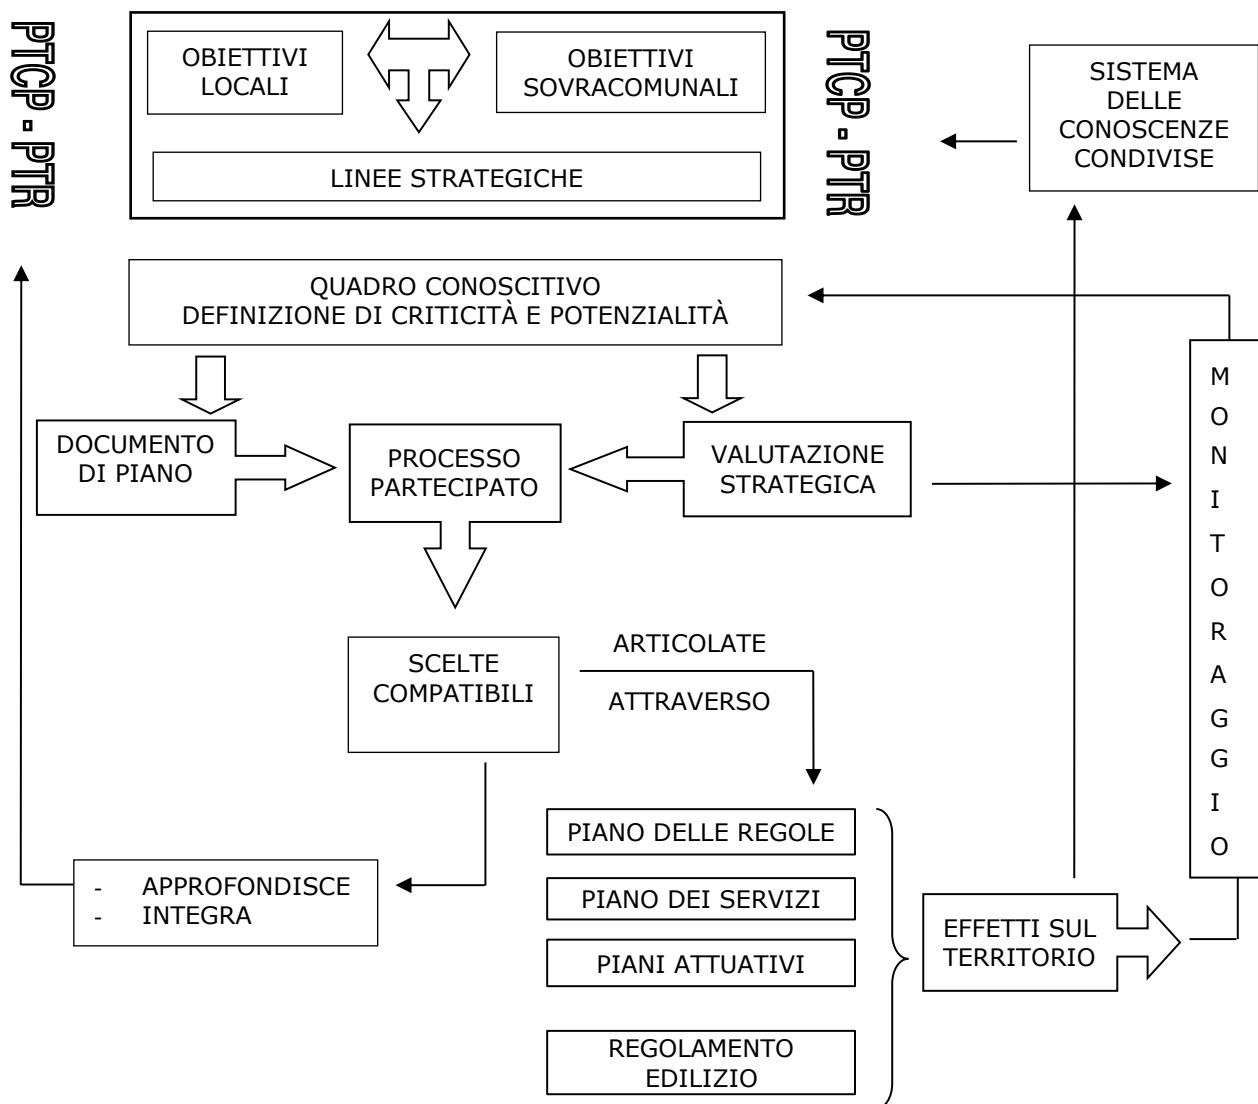 PTCP - PTR
OBIETTIVI
LOCALI
OBIETTIVI
SOVRACOMUNALI
LINEE STRATEGICHE
PTCP - PTR
SISTEMA
DELLE
CONOSCENZE
CONDIVISE
QUADRO CONOSCITIVO
DEFINIZIONE DI CRITICITÀ E POTENZIALITÀ
DOCUMENTO
DI PIANO
PROCESSO
PARTECIPATO
VALUTAZIONE
STRATEGICA
MONITORAGGIO
SCELTE
COMPATIBILI
ARTICOLATE
ATTRAVERSO
- APPROFONDISCE
- INTEGRA
PIANO DELLE REGOLE
PIANO DEI SERVIZI
PIANI ATTUATIVI
REGOLAMENTO
EDILIZIO
EFFETTI SUL
TERRITORIO